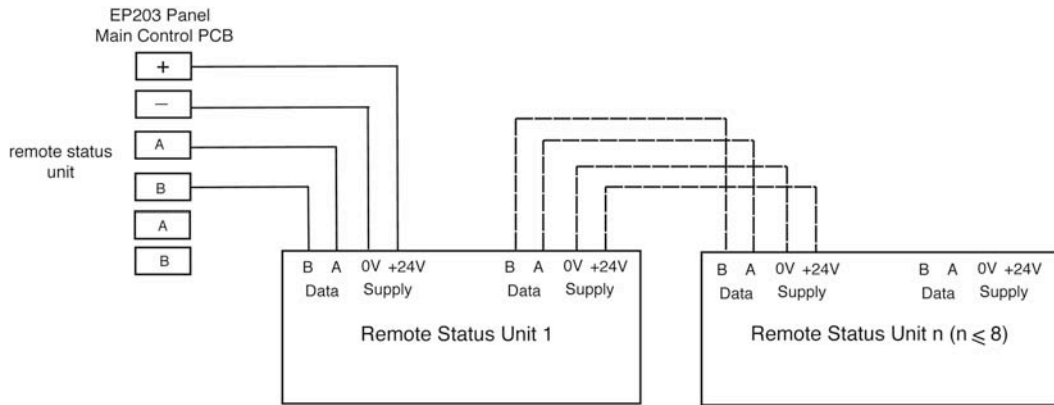 EP203 Panel
Main Control PCB
+
−
A
remote status
unit
B
A
B
B A 0V +24V B A 0V +24V B A 0V +24V B A 0V +24V
Data Supply Data Supply Data Supply Data Supply
Remote Status Unit 1 Remote Status Unit n (n ⩽ 8)